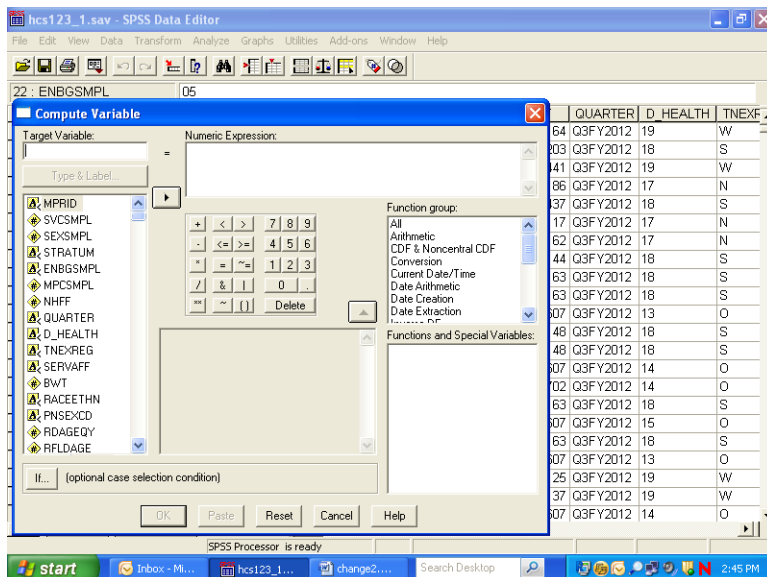 hcs123_1.sav - SPSS Data Editor
File Edit View Data Transform Analyze Graphs Utilities Add-ons Window Help
22 : ENBGSMPL 05
Compute Variable
Target Variable:
=
Numeric Expression:
Type & Label...
MPRID
SVCSMPL
SEXSMPL
STRATUM
ENBGSMPL
MPCSMPL
NHFF
QUARTER
D_HEALTH
TNEXREG
SERVAFF
BWT
RACEETHN
PNSEXCD
RDAGEQY
RFLDAGE
+ < > 7 8 9
- <= >= 4 5 6
* = ~= 1 2 3
/ & | 0 .
** ~ () Delete
Function group:
All
Arithmetic
CDF & Noncentral CDF
Conversion
Current Date/Time
Date Arithmetic
Date Creation
Date Extraction
Functions and Special Variables:
If... (optional case selection condition)
OK Paste Reset Cancel Help
QUARTER D_HEALTH TNEXR
64 Q3FY2012 19 W
203 Q3FY2012 18 S
441 Q3FY2012 19 W
86 Q3FY2012 17 N
437 Q3FY2012 18 S
17 Q3FY2012 17 N
62 Q3FY2012 17 N
44 Q3FY2012 18 S
63 Q3FY2012 18 S
63 Q3FY2012 18 S
607 Q3FY2012 13 O
48 Q3FY2012 18 S
48 Q3FY2012 18 S
607 Q3FY2012 14 O
702 Q3FY2012 14 O
63 Q3FY2012 18 S
607 Q3FY2012 15 O
63 Q3FY2012 18 S
607 Q3FY2012 13 O
25 Q3FY2012 19 W
37 Q3FY2012 19 W
607 Q3FY2012 14 O
SPSS Processor is ready
start Inbox - Mi... hcs123_1... change2.... Search Desktop N 2:45 PM